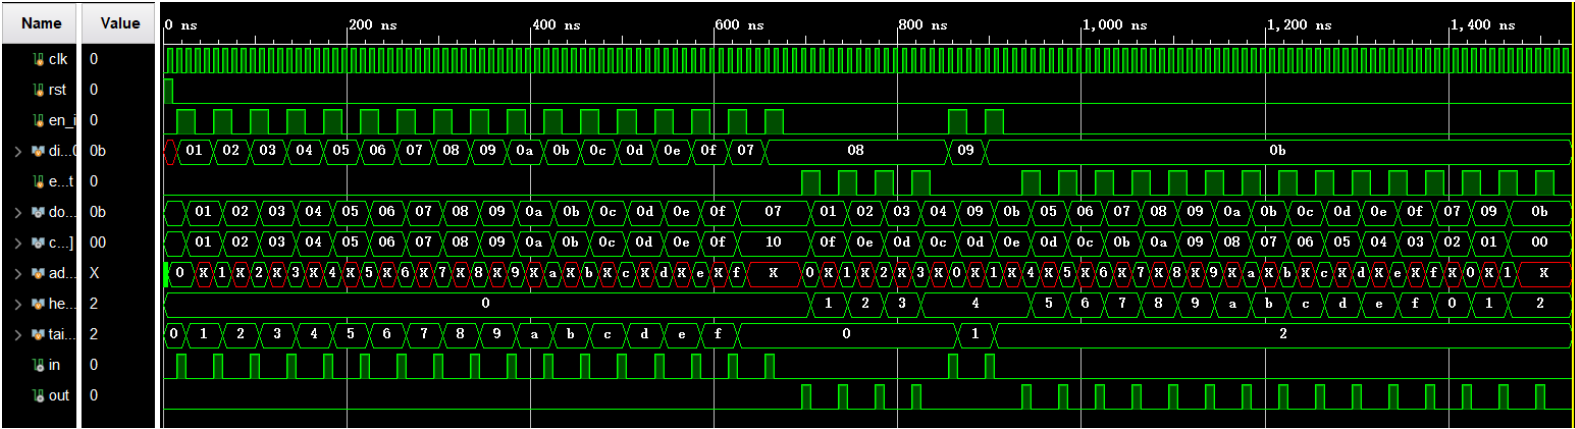 Name Value 0 ns 200 ns 400 ns 600 ns 800 ns 1,000 ns 1,200 ns 1,400 ns
clk 0
rst 0
en_i 0
di...0 0b 01 02 03 04 05 06 07 08 09 0a 0b 0c 0d 0e 0f 07 08 09 0b
e...t 0
do... 0b 01 02 03 04 05 06 07 08 09 0a 0b 0c 0d 0e 0f 07 01 02 03 04 09 0b 05 06 07 08 09 0a 0b 0c 0d 0e 0f 07 09 0b
c...] 00 01 02 03 04 05 06 07 08 09 0a 0b 0c 0d 0e 0f 10 0f 0e 0d 0c 0d 0e 0d 0c 0b 0a 09 08 07 06 05 04 03 02 01 00
ad... X 0 X 1 X 2 X 3 X 4 X 5 X 6 X 7 X 8 X 9 X a X b X c X d X e X f X 0 X 1 X 2 X 3 X 0 X 1 X 4 X 5 X 6 X 7 X 8 X 9 X a X b X c X d X e X f X 0 X 1 X
he... 2 0 1 2 3 4 5 6 7 8 9 a b c d e f 0 1 2
tai... 2 0 1 2 3 4 5 6 7 8 9 a b c d e f 0 1 2
in 0
out 0